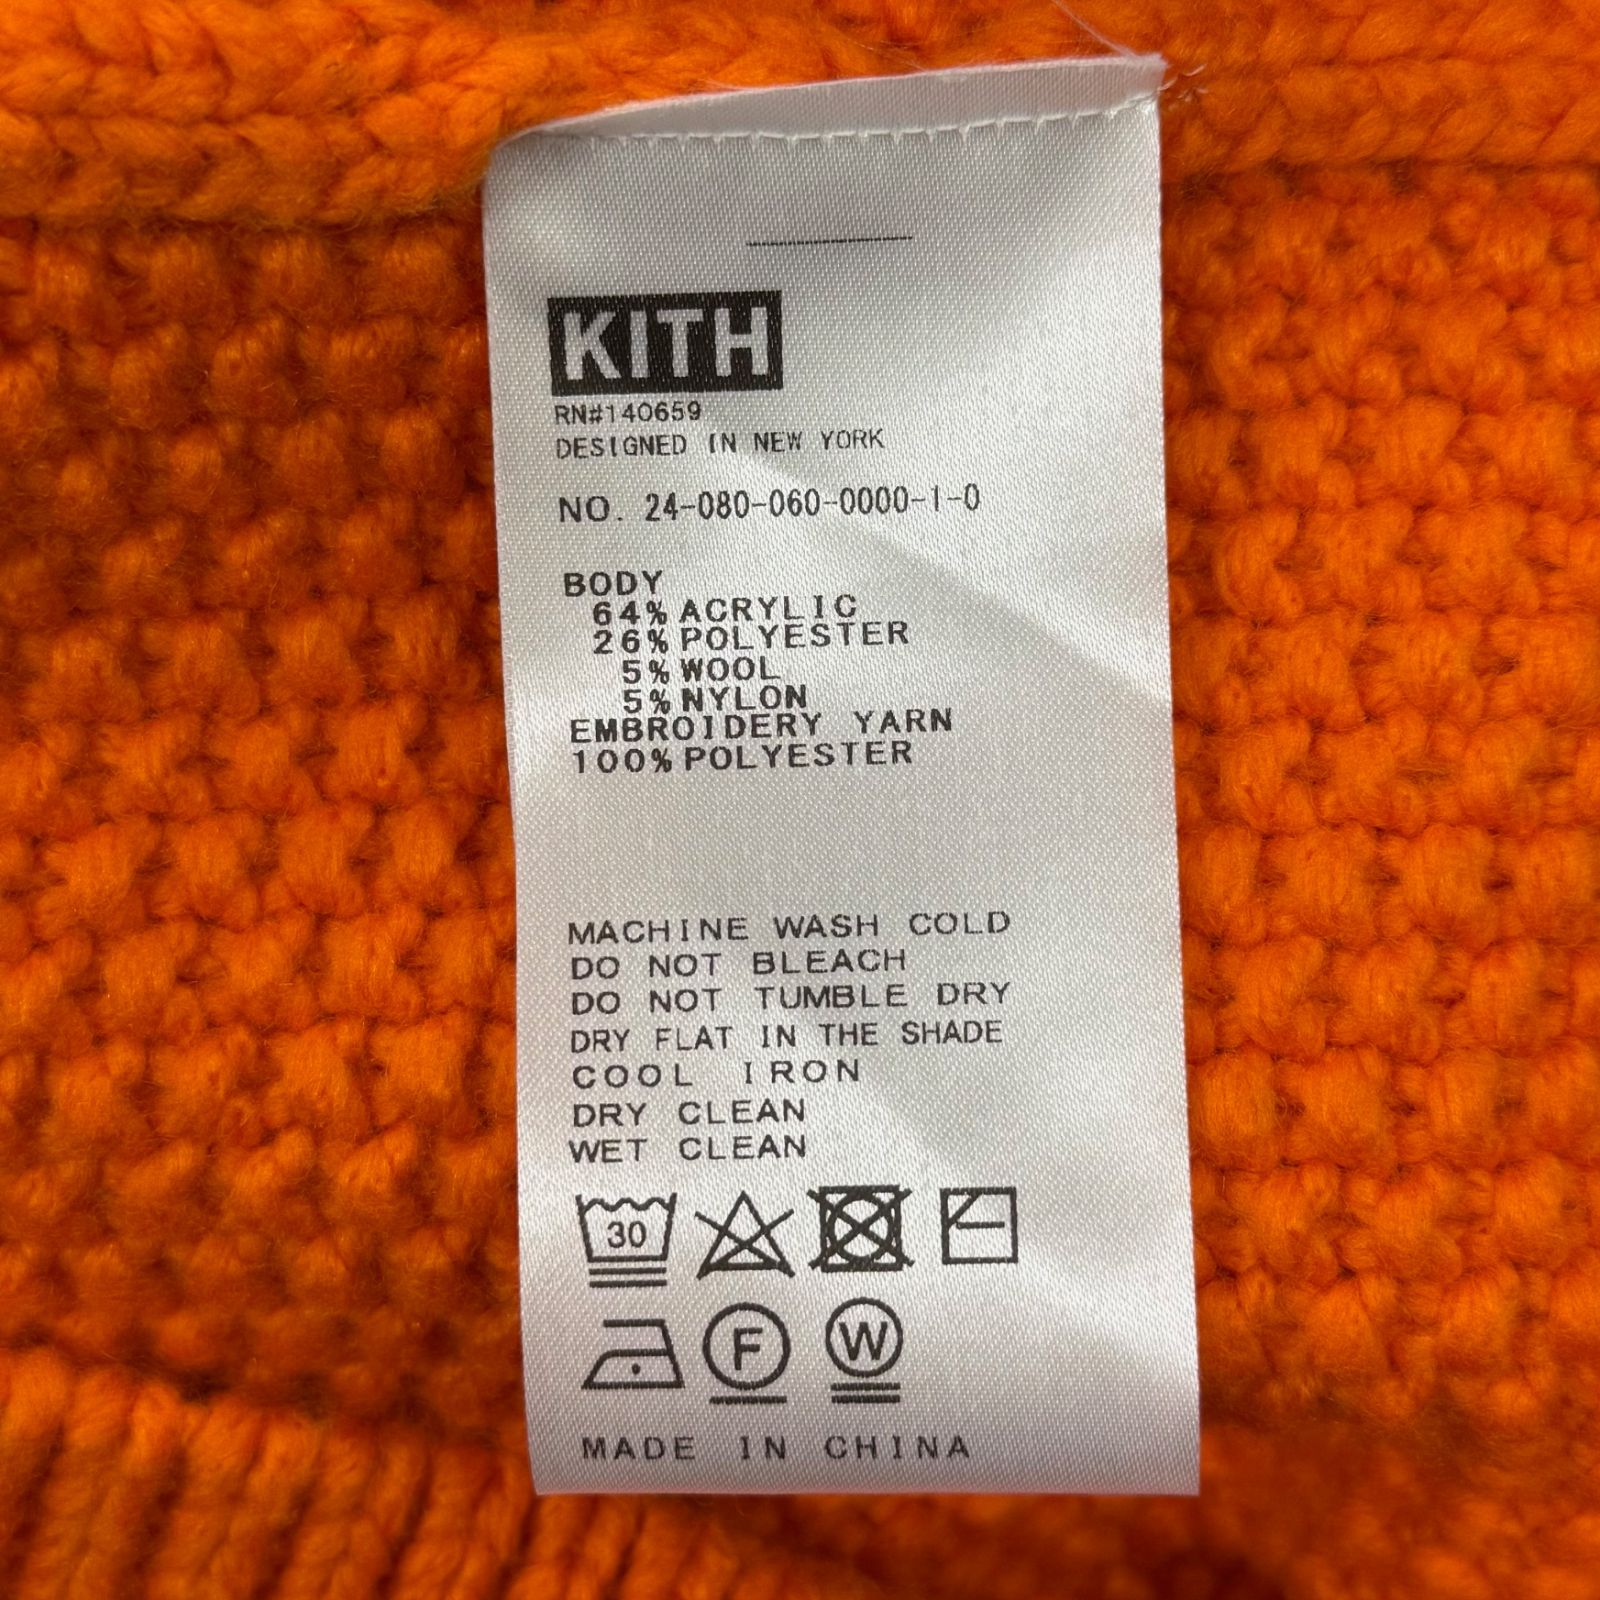 KITH
RN#140659
DESIGNED IN NEW YORK
NO. 24-080-060-0000-1-0
BODY
64% ACRYLIC
26% POLYESTER
5% WOOL
5% NYLON
EMBROIDERY YARN
100% POLYESTER
MACHINE WASH COLD
DO NOT BLEACH
DO NOT TUMBLE DRY
DRY FLAT IN THE SHADE
COOL IRON
DRY CLEAN
WET CLEAN
30
F W
MADE IN CHINA